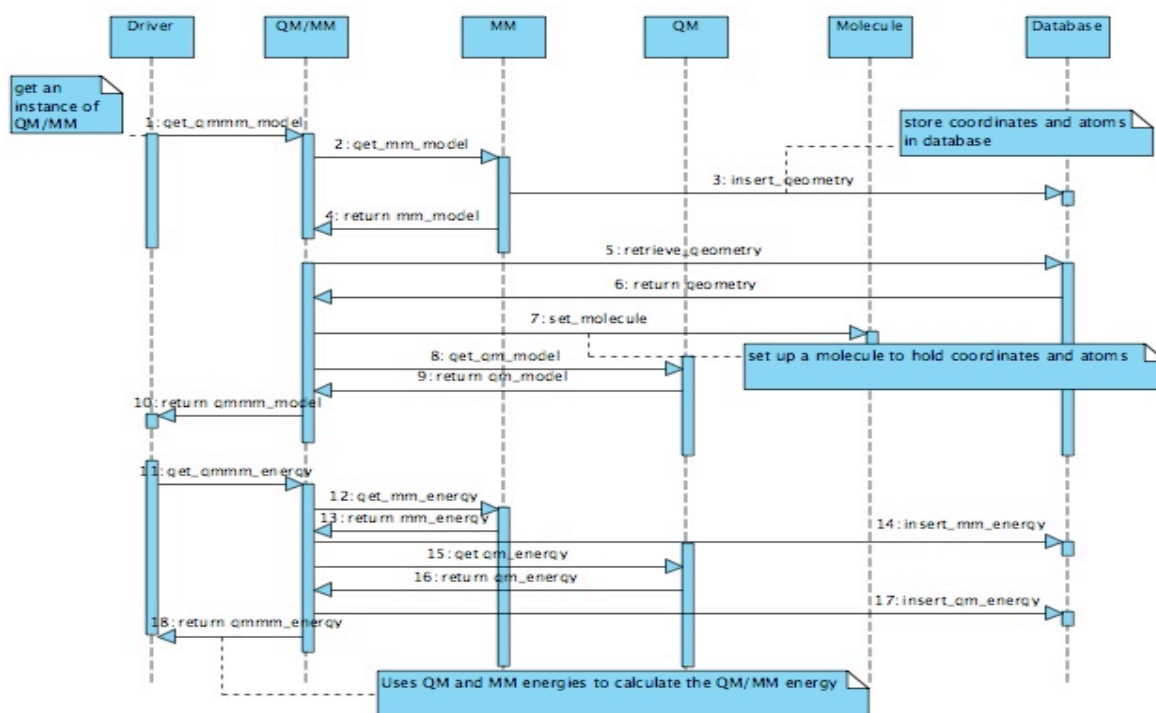 Driver
QM/MM
MM
QM
Molecule
Database
get an
instance of
QM/MM
1: get_qmmm_model
2: get_mm_model
store coordinates and atoms
in database
3: insert_geometry
4: return mm_model
5: retrieve_geometry
6: return geometry
7: set_molecule
8: get_qm_model
set up a molecule to hold coordinates and atoms
9: return qm_model
10: return qmmm_model
11: get_qmmm_energy
12: get_mm_energy
13: return mm_energy
14: insert_mm_energy
15: get qm_energy
16: return qm_energy
17: insert_qm_energy
18: return qmmm_energy
Uses QM and MM energies to calculate the QM/MM energy